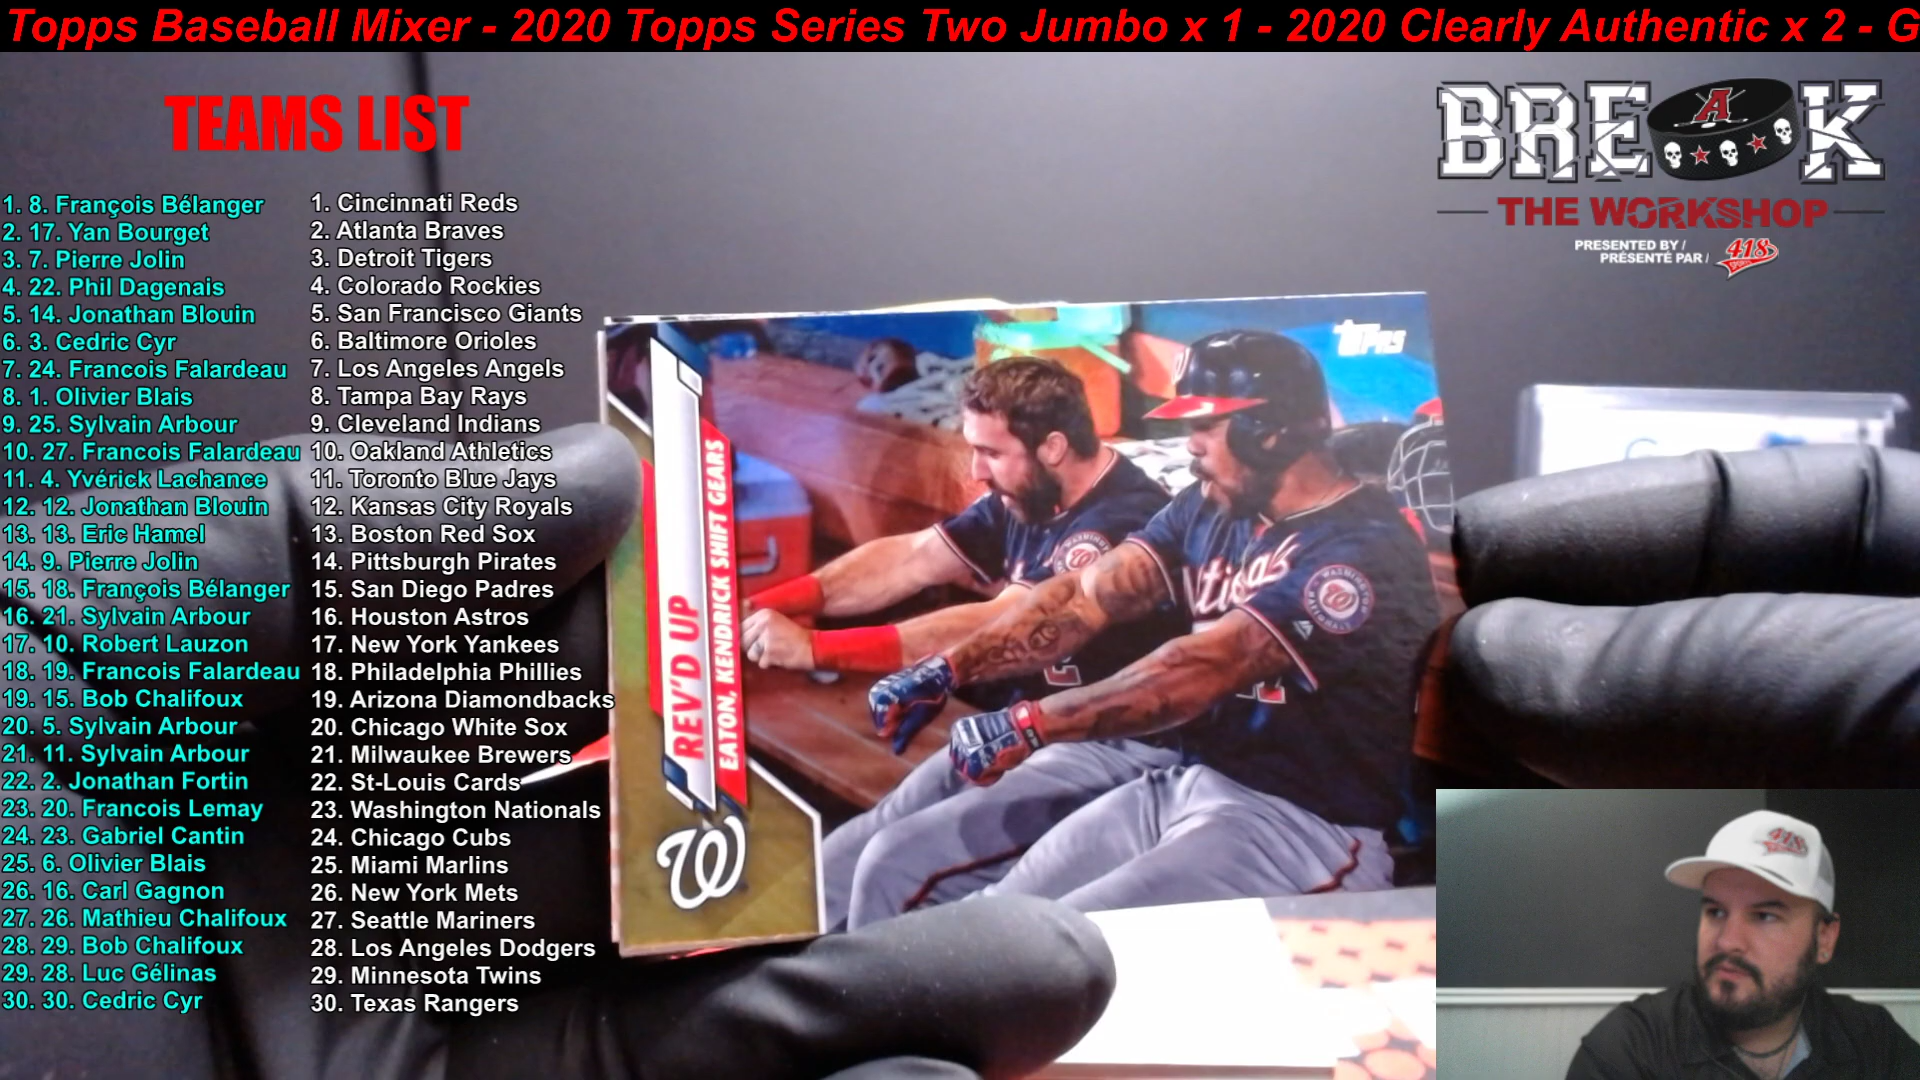 Topps Baseball Mixer - 2020 Topps Series Two Jumbo x 1 - 2020 Clearly Authentic x 2 - G
TEAMS LIST
1. 8. François Bélanger
2. 17. Yan Bourget
3. 7. Pierre Jolin
4. 22. Phil Dagenais
5. 14. Jonathan Blouin
6. 3. Cedric Cyr
7. 24. Francois Falardeau
8. 1. Olivier Blais
9. 25. Sylvain Arbour
10. 27. Francois Falardeau
11. 4. Yvérick Lachance
12. 12. Jonathan Blouin
13. 13. Eric Hamel
14. 9. Pierre Jolin
15. 18. François Bélanger
16. 21. Sylvain Arbour
17. 10. Robert Lauzon
18. 19. Francois Falardeau
19. 15. Bob Chalifoux
20. 5. Sylvain Arbour
21. 11. Sylvain Arbour
22. 2. Jonathan Fortin
23. 20. Francois Lemay
24. 23. Gabriel Cantin
25. 6. Olivier Blais
26. 16. Carl Gagnon
27. 26. Mathieu Chalifoux
28. 29. Bob Chalifoux
29. 28. Luc Gélinas
30. 30. Cedric Cyr
1. Cincinnati Reds
2. Atlanta Braves
3. Detroit Tigers
4. Colorado Rockies
5. San Francisco Giants
6. Baltimore Orioles
7. Los Angeles Angels
8. Tampa Bay Rays
9. Cleveland Indians
10. Oakland Athletics
11. Toronto Blue Jays
12. Kansas City Royals
13. Boston Red Sox
14. Pittsburgh Pirates
15. San Diego Padres
16. Houston Astros
17. New York Yankees
18. Philadelphia Phillies
19. Arizona Diamondbacks
20. Chicago White Sox
21. Milwaukee Brewers
22. St-Louis Cards
23. Washington Nationals
24. Chicago Cubs
25. Miami Marlins
26. New York Mets
27. Seattle Mariners
28. Los Angeles Dodgers
29. Minnesota Twins
30. Texas Rangers
BREAK
A
THE WORKSHOP
PRESENTED BY /
PRÉSENTÉ PAR /
418
SPORTS
TOPPS
REV'D UP
EATON, KENDRICK SHIFT GEARS
W
418